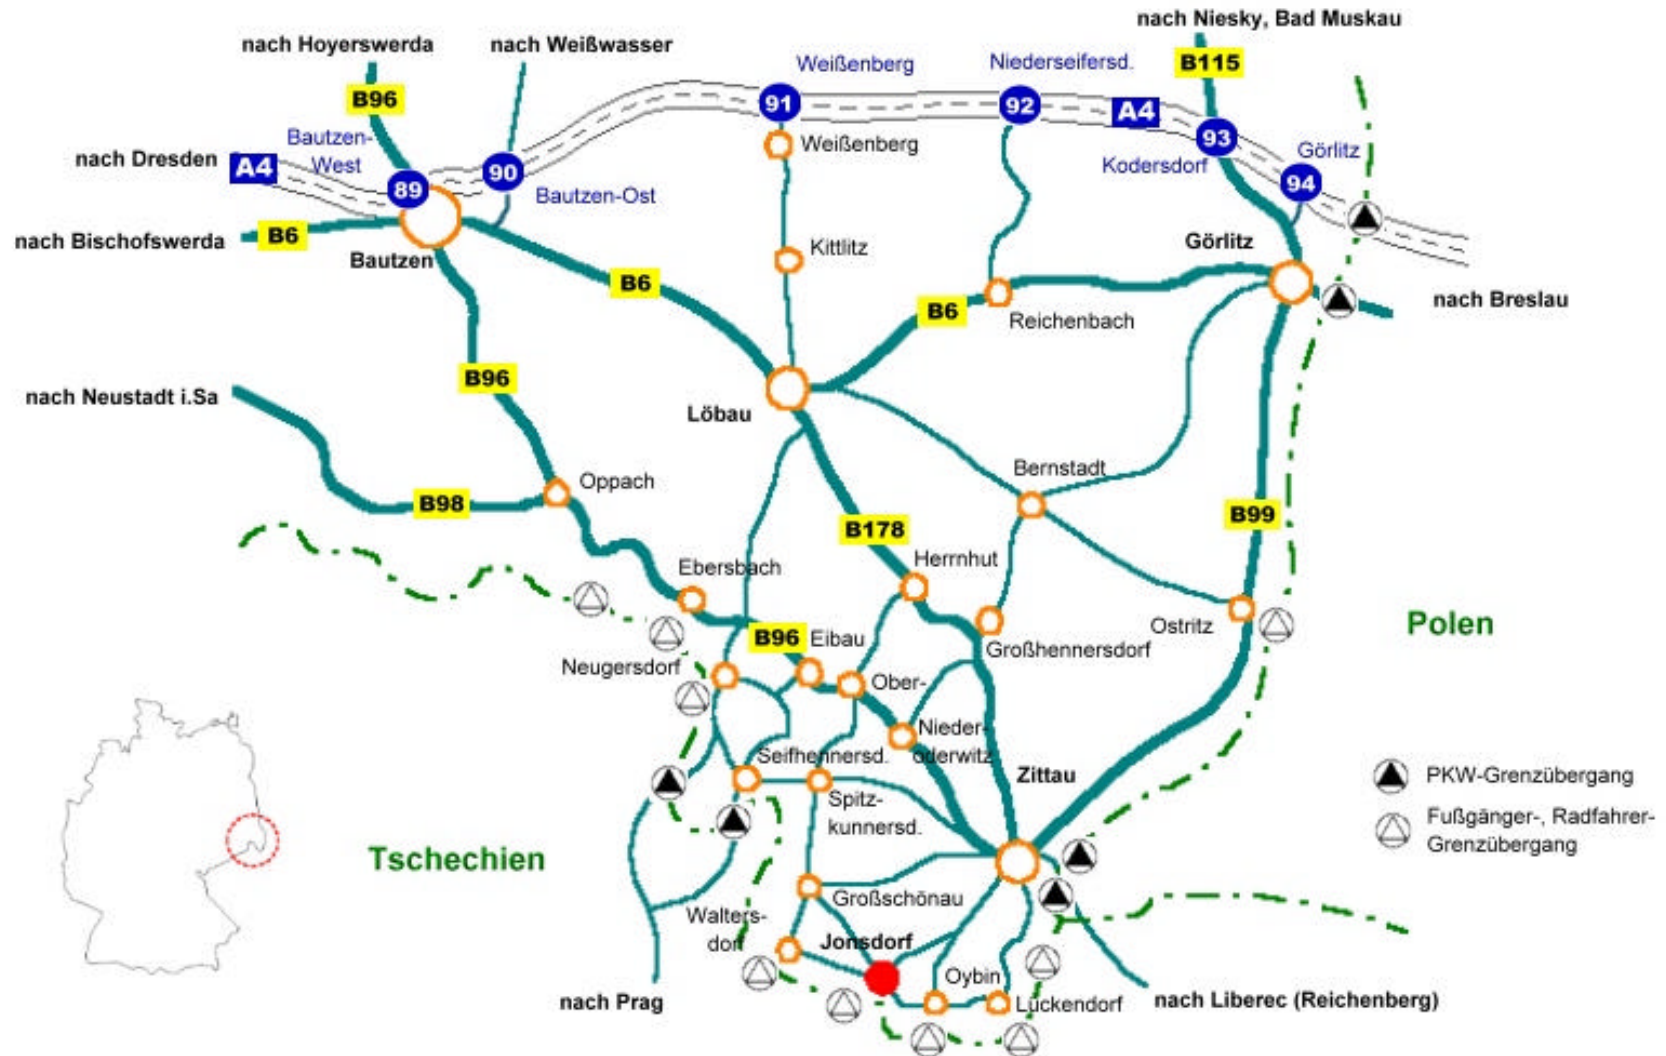 nach Niesky, Bad Muskau
nach Hoyerswerda
nach Weißwasser
Weißenberg
Niederseifersd.
B115
B96
91
92
A4
93
Bautzen-
West
Weißenberg
Kodersdorf
Görlitz
nach Dresden
A4
89
90
Bautzen-Ost
94
nach Bischofswerda
B6
Bautzen
Kittlitz
Görlitz
B6
B6
Reichenbach
nach Breslau
B96
nach Neustadt i.Sa
Löbau
Oppach
Bernstadt
B98
B178
B99
Ebersbach
Herrnhut
B96
Eibau
Ostritz
Polen
Neugersdorf
Großhennersdorf
Ober-
Nieder-
oderwitz
Seifhennersd.
Zittau
PKW-Grenzübergang
Spitz-
kunnersd.
Fußgänger-, Radfahrer-
Grenzübergang
Tschechien
Großschönau
Walters-
dorf
Jonsdorf
Oybin
Lückendorf
nach Prag
nach Liberec (Reichenberg)